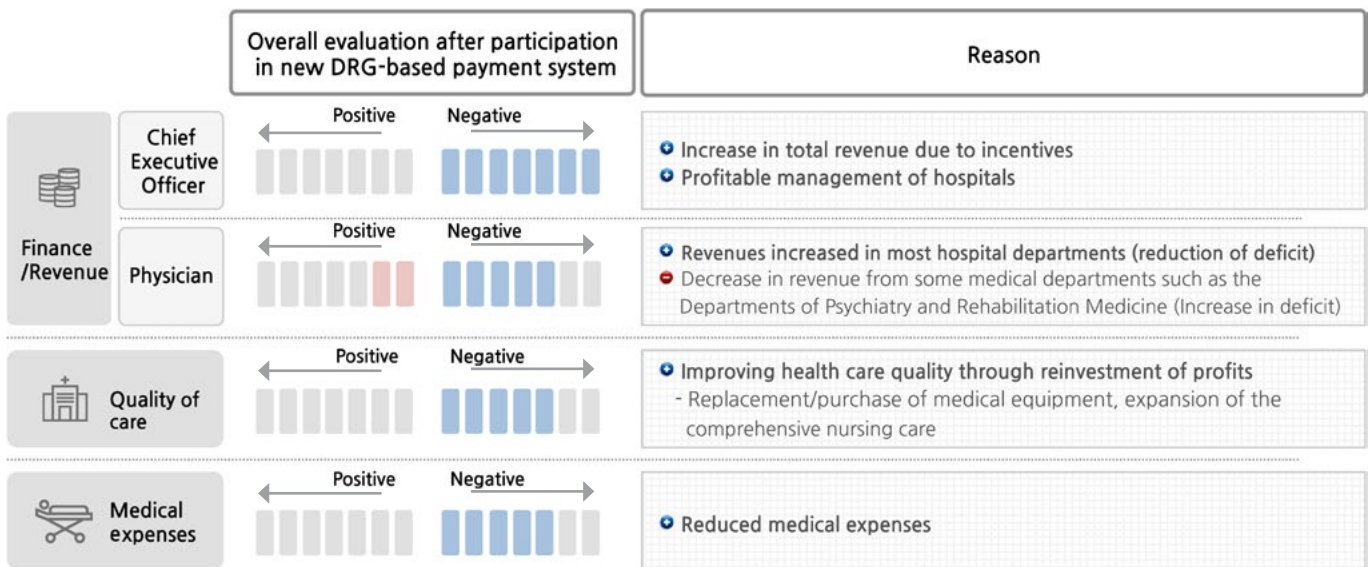 Overall evaluation after participation
in new DRG-based payment system
Reason
Finance
/Revenue
Chief
Executive
Officer
Positive
Negative
Increase in total revenue due to incentives
Profitable management of hospitals
Physician
Positive
Negative
Revenues increased in most hospital departments (reduction of deficit)
Decrease in revenue from some medical departments such as the
Departments of Psychiatry and Rehabilitation Medicine (Increase in deficit)
Quality of
care
Positive
Negative
Improving health care quality through reinvestment of profits
- Replacement/purchase of medical equipment, expansion of the
comprehensive nursing care
Medical
expenses
Positive
Negative
Reduced medical expenses